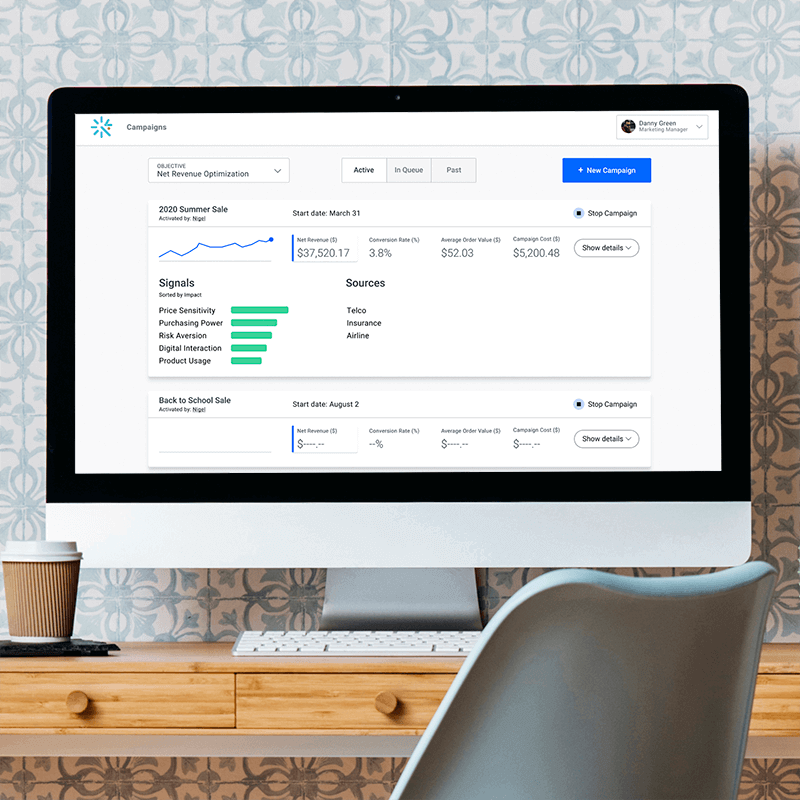 Campaigns
Danny Green
Marketing Manager
OBJECTIVE
Net Revenue Optimization
Active
In Queue
Past
+ New Campaign
2020 Summer Sale
Activated by: Nigel
Start date: March 31
Stop Campaign
Net Revenue ($)
$37,520.17
Conversion Rate (%)
3.8%
Average Order Value ($)
$52.03
Campaign Cost ($)
$5,200.48
Show details
Signals
Sorted by Impact
Price Sensitivity
Purchasing Power
Risk Aversion
Digital Interaction
Product Usage
Sources
Telco
Insurance
Airline
Back to School Sale
Activated by: Nigel
Start date: August 2
Stop Campaign
Net Revenue ($)
$----.--
Conversion Rate (%)
--%
Average Order Value ($)
$----.--
Campaign Cost ($)
$----.--
Show details